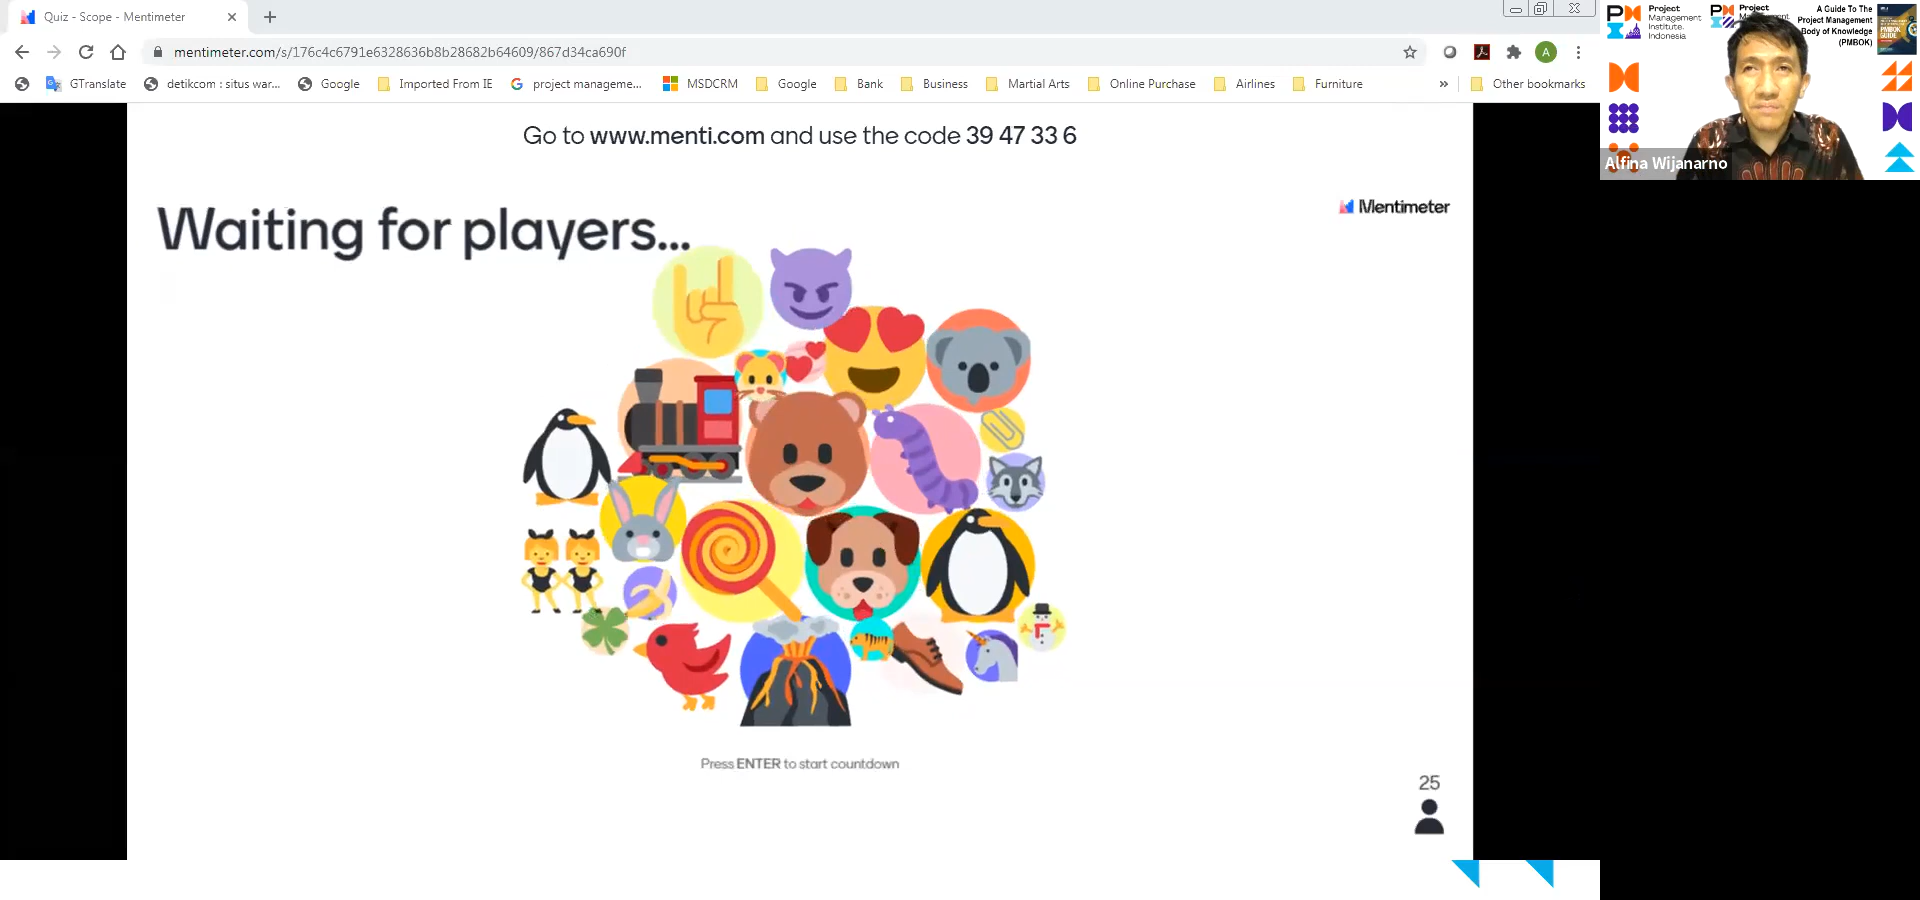 Quiz - Scope - Mentimeter
mentimeter.com/s/176c4c6791e6328636b8b28682b64609/867d34ca690f
A
GTranslate
detikcom : situs war...
Google
Imported From IE
project manageme...
MSDCRM
Google
Bank
Business
Martial Arts
Online Purchase
Airlines
Furniture
»
Other bookmarks
Go to www.menti.com and use the code 39 47 33 6
Waiting for players...
Mentimeter
Press ENTER to start countdown
25
Project
Management
Institute.
Indonesia
Project
A Guide To The
Project Management
Body of Knowledge
(PMBOK)
Alfina Wijanarno